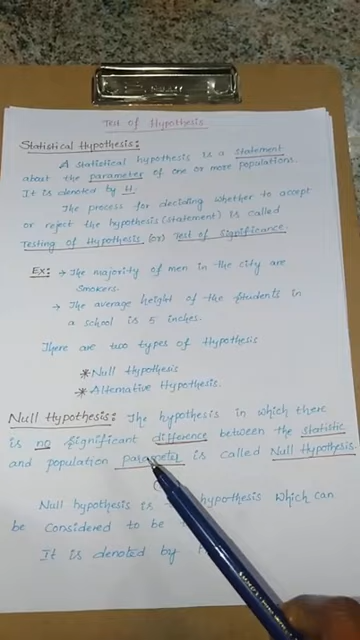 Test of Hypothesis
Statistical Hypothesis:
A Statistical hypothesis is a statement
about the parameter of one or more populations.
It is denoted by H.
The process for deciding whether to accept
or reject the hypothesis (statement) is called
Testing of Hypothesis (or) Test of Significance.
Ex: → The majority of men in the city are
Smokers.
→ The average height of the students in
a school is 5 inches.
There are two types of Hypothesis
* Null Hypothesis
* Alternative Hypothesis.
Null Hypothesis: The hypothesis in which there
is no significant difference between the statistic
and population parameter is called Null Hypothesis.
Null hypothesis is hypothesis which can
be considered to be
It is denoted by